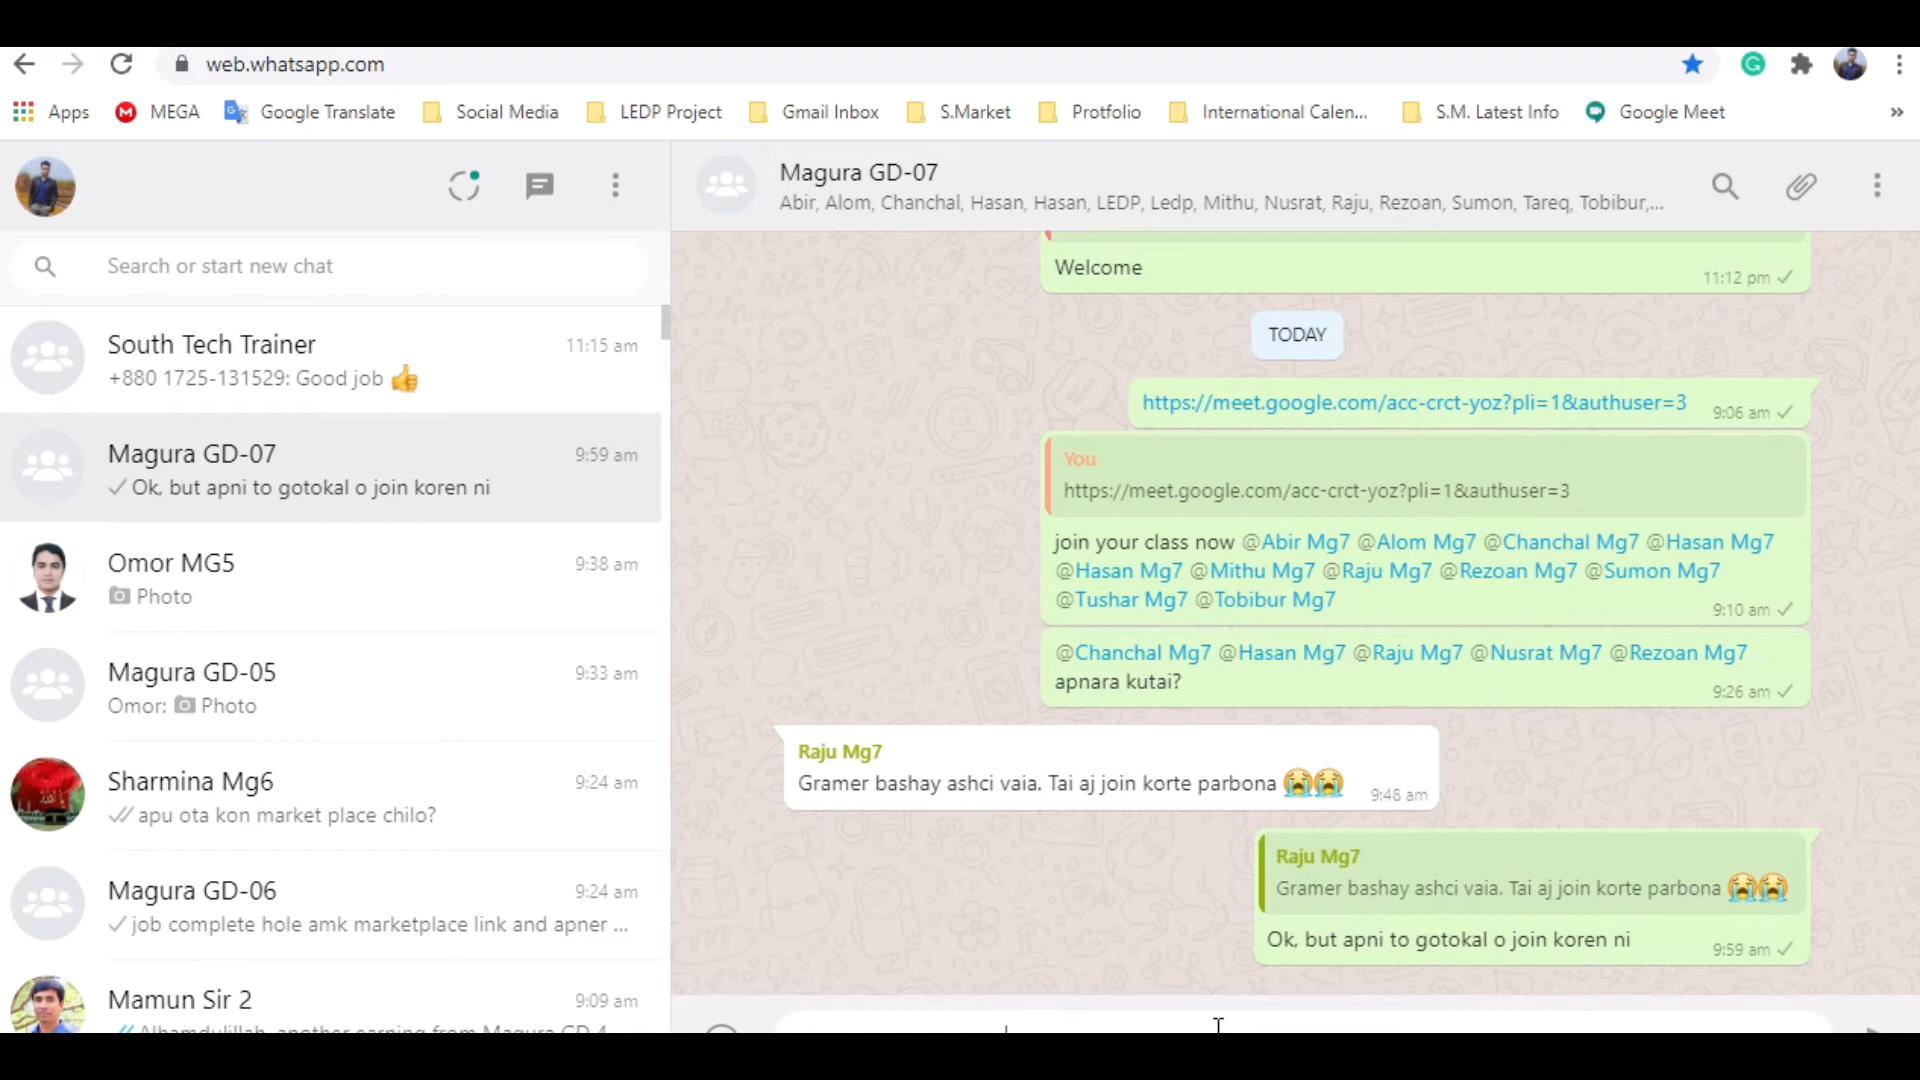 web.whatsapp.com
Apps MEGA Google Translate Social Media LEDP Project Gmail Inbox S.Market Protfolio International Calen... S.M. Latest Info Google Meet »
Search or start new chat
South Tech Trainer 11:15 am
+880 1725-131529: Good job 👍
Magura GD-07 9:59 am
Ok, but apni to gotokal o join koren ni
Omor MG5 9:38 am
Photo
Magura GD-05 9:33 am
Omor: Photo
Sharmina Mg6 9:24 am
apu ota kon market place chilo?
Magura GD-06 9:24 am
job complete hole amk marketplace link and apner ...
Mamun Sir 2 9:09 am
Alhamdulillah, another earning from Magura GD 4
Magura GD-07
Abir, Alom, Chanchal, Hasan, Hasan, LEDP, Ledp, Mithu, Nusrat, Raju, Rezoan, Sumon, Tareq, Tobibur,...
Welcome
11:12 pm
TODAY
https://meet.google.com/acc-crct-yoz?pli=1&authuser=3 9:06 am
You
https://meet.google.com/acc-crct-yoz?pli=1&authuser=3
join your class now @Abir Mg7 @Alom Mg7 @Chanchal Mg7 @Hasan Mg7
@Hasan Mg7 @Mithu Mg7 @Raju Mg7 @Rezoan Mg7 @Sumon Mg7
@Tushar Mg7 @Tobibur Mg7 9:10 am
@Chanchal Mg7 @Hasan Mg7 @Raju Mg7 @Nusrat Mg7 @Rezoan Mg7
apnara kutai? 9:26 am
Raju Mg7
Gramer bashay ashci vaia. Tai aj join korte parbona 😭😭 9:48 am
Raju Mg7
Gramer bashay ashci vaia. Tai aj join korte parbona 😭😭
Ok, but apni to gotokal o join koren ni 9:59 am